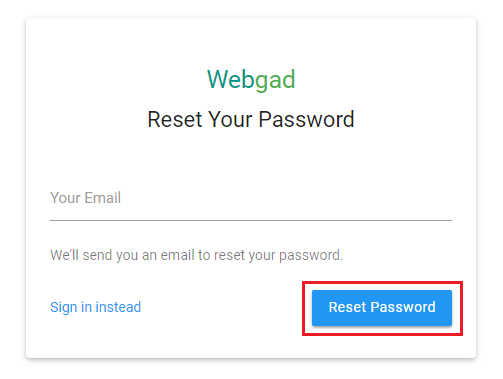 Webgad
Reset Your Password
Your Email
We'll send you an email to reset your password.
Sign in instead
Reset Password